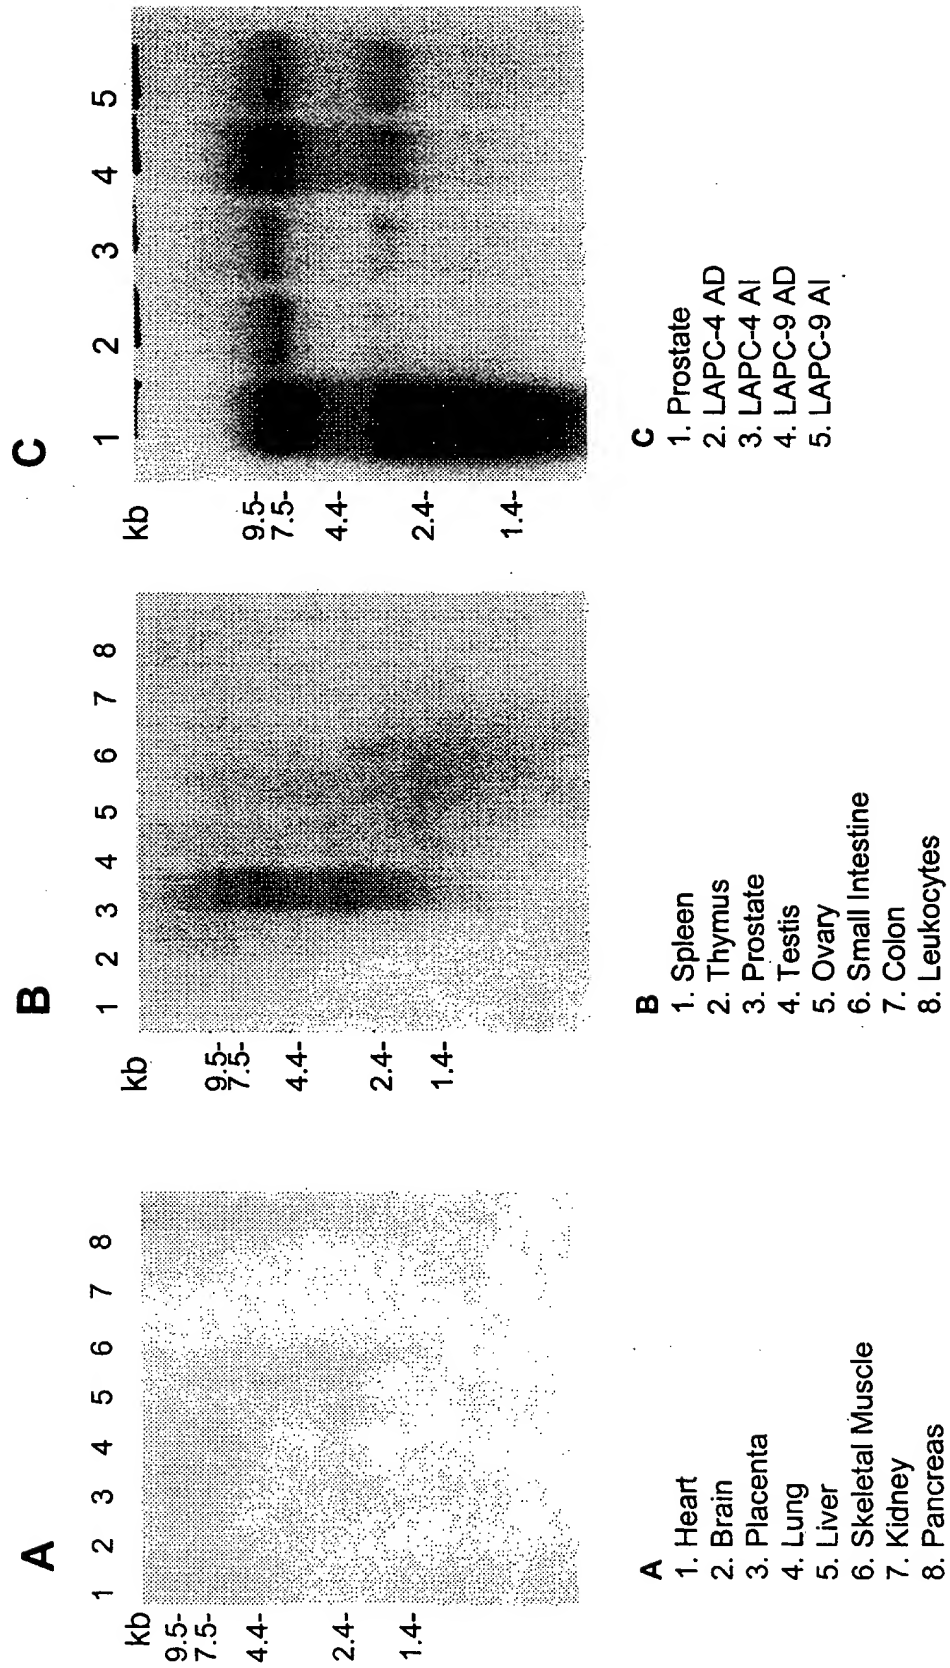 A
1 2 3 4 5 6 7 8
kb
9.5-
7.5-
4.4-
2.4-
1.4-
A
1. Heart
2. Brain
3. Placenta
4. Lung
5. Liver
6. Skeletal Muscle
7. Kidney
8. Pancreas
B
1 2 3 4 5 6 7 8
kb
9.5-
7.5-
4.4-
2.4-
1.4-
B
1. Spleen
2. Thymus
3. Prostate
4. Testis
5. Ovary
6. Small Intestine
7. Colon
8. Leukocytes
C
1 2 3 4 5
kb
9.5-
7.5-
4.4-
2.4-
1.4-
C
1. Prostate
2. LAPC-4 AD
3. LAPC-4 AI
4. LAPC-9 AD
5. LAPC-9 AI